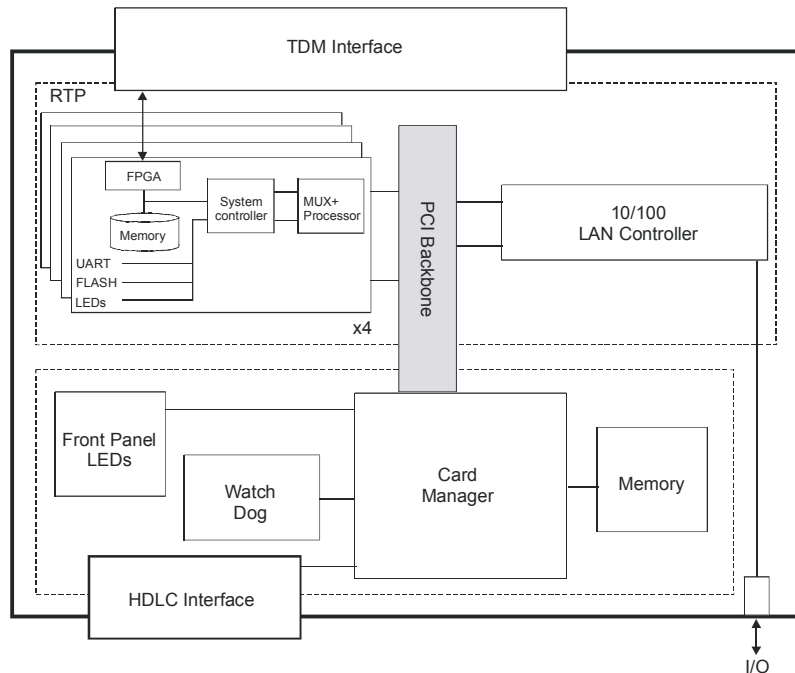 TDM Interface
RTP
FPGA
Memory
System
controller
MUX+
Processor
UART
FLASH
LEDs
x4
PCI Backbone
10/100
LAN Controller
Front Panel
LEDs
Watch
Dog
Card
Manager
Memory
HDLC Interface
I/O